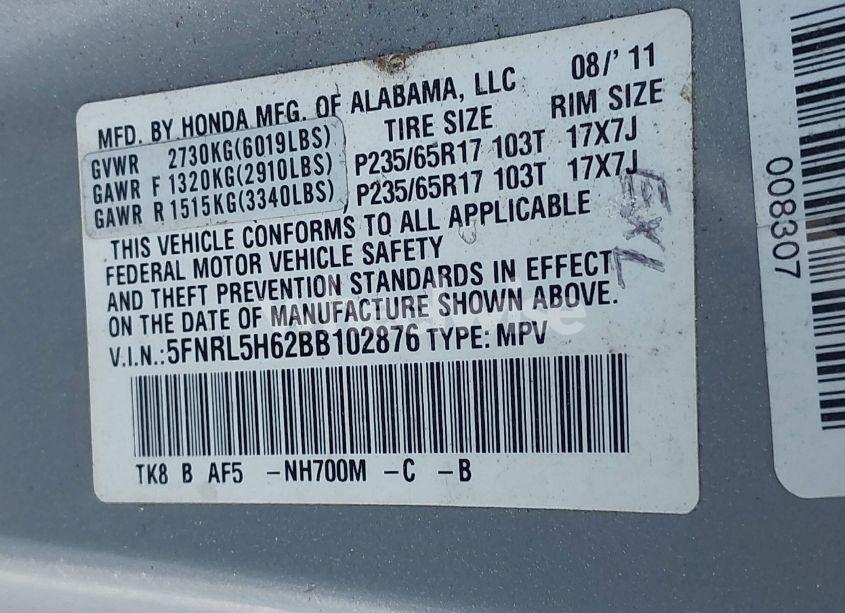 MFD. BY HONDA MFG. OF ALABAMA, LLC 08/'11
TIRE SIZE RIM SIZE
GVWR 2730KG(6019LBS)
GAWR F 1320KG(2910LBS) P235/65R17 103T 17X7J
GAWR R 1515KG(3340LBS) P235/65R17 103T 17X7J
THIS VEHICLE CONFORMS TO ALL APPLICABLE
FEDERAL MOTOR VEHICLE SAFETY
AND THEFT PREVENTION STANDARDS IN EFFECT
ON THE DATE OF MANUFACTURE SHOWN ABOVE.
V.I.N.:5FNRL5H62BB102876 TYPE: MPV
TK8 B AF5 -NH700M -C -B
008307